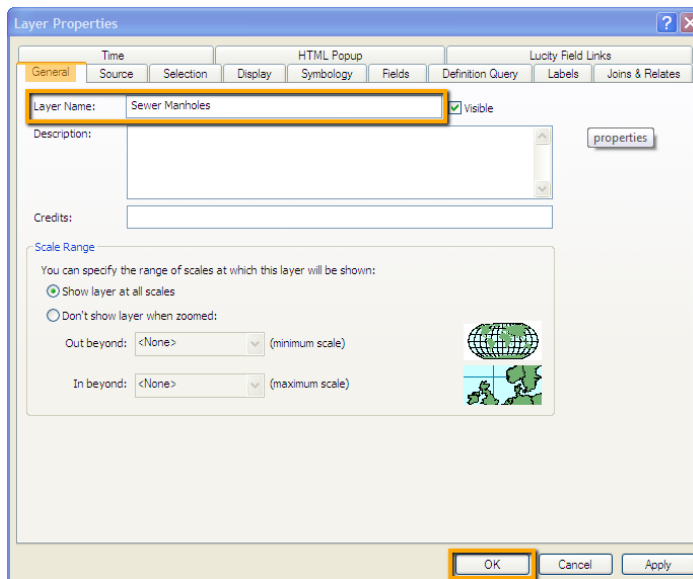 Layer Properties
Time HTML Popup Lucity Field Links
General Source Selection Display Symbology Fields Definition Query Labels Joins & Relates
Layer Name: Sewer Manholes Visible
Description: properties
Credits:
Scale Range
You can specify the range of scales at which this layer will be shown:
Show layer at all scales
Don't show layer when zoomed:
Out beyond: <None> (minimum scale)
In beyond: <None> (maximum scale)
OK Cancel Apply